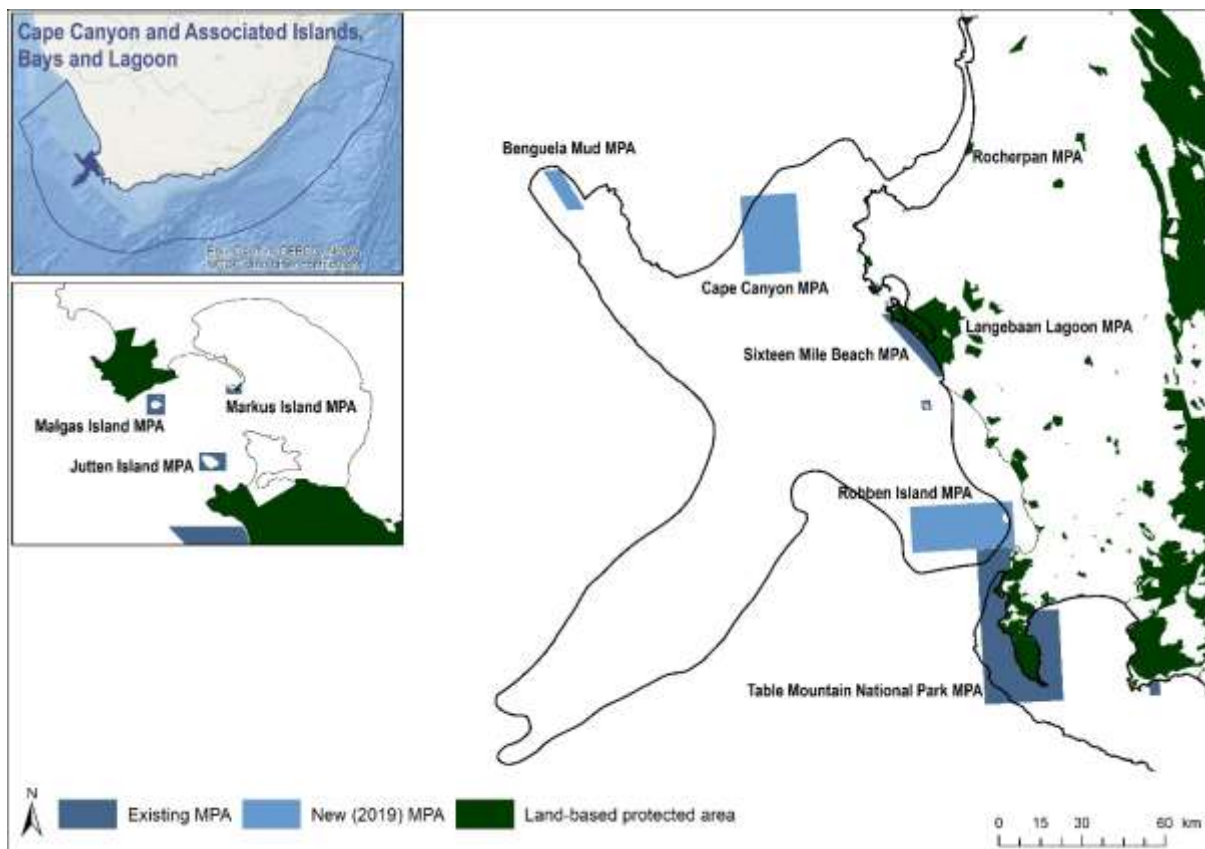 Cape Canyon and Associated Islands,
Bays and Lagoon
Benguela Mud MPA
Rocherpan MPA
Cape Canyon MPA
Langebaan Lagoon MPA
Sixteen Mile Beach MPA
Malgas Island MPA
Markus Island MPA
Jutten Island MPA
Robben Island MPA
Table Mountain National Park MPA
N
Existing MPA
New (2019) MPA
Land-based protected area
0 15 30 60 km